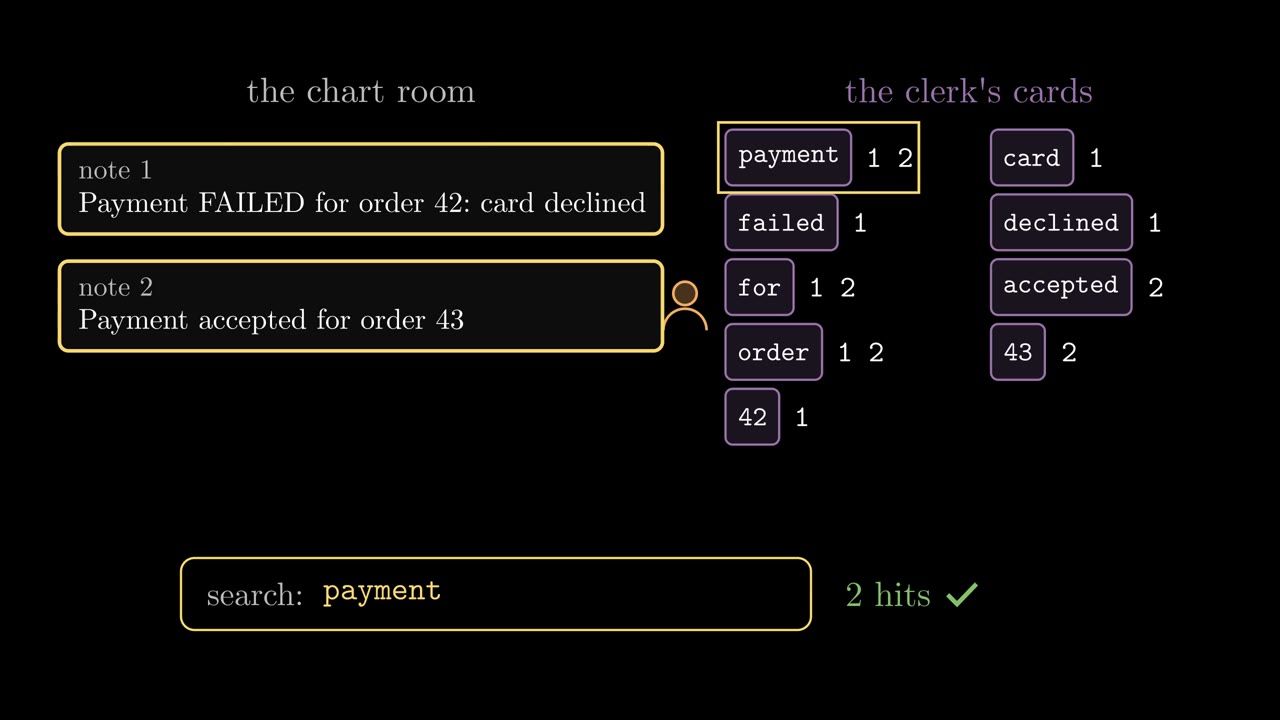 the chart room
note 1
Payment FAILED for order 42: card declined
note 2
Payment accepted for order 43
the clerk's cards
payment 1 2
failed 1
for 1 2
order 1 2
42 1
card 1
declined 1
accepted 2
43 2
search: payment
2 hits ✓